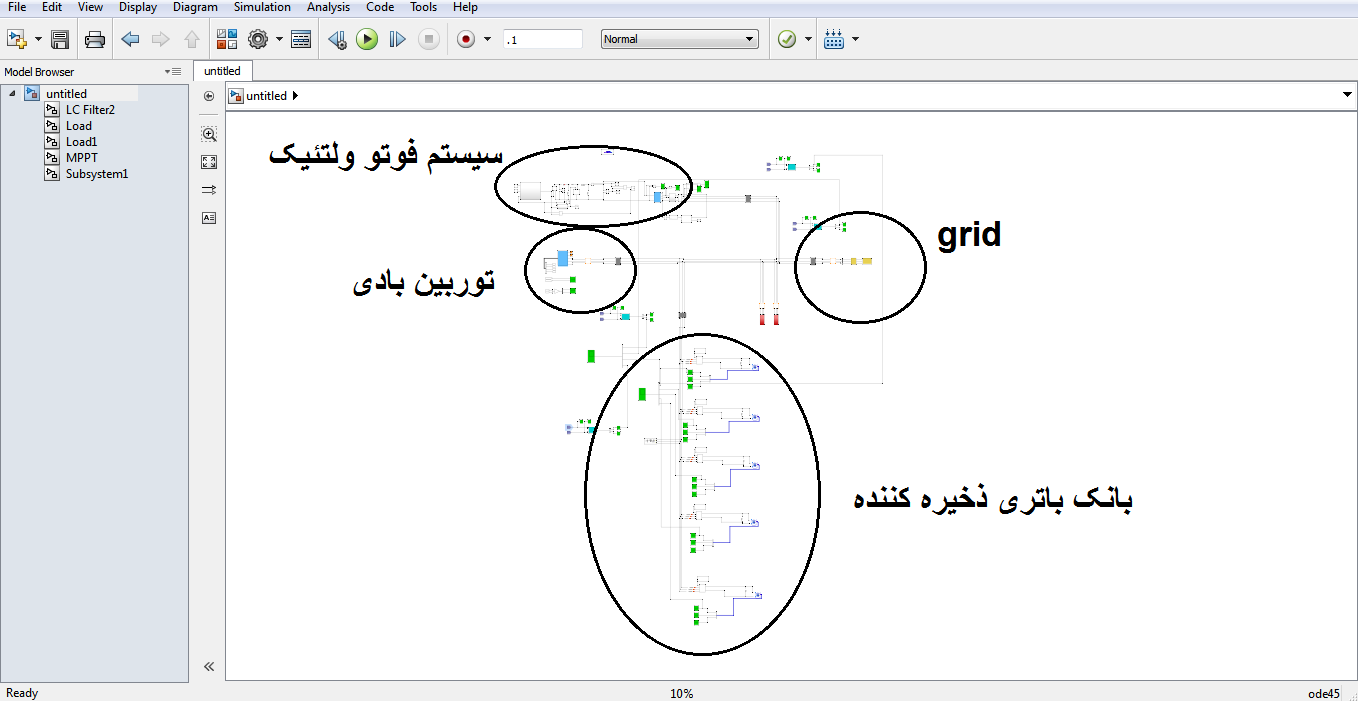 File Edit View Display Diagram Simulation Analysis Code Tools Help
.1 Normal
Model Browser
untitled
untitled
untitled
LC Filter2
Load
Load1
MPPT
Subsystem1
سیستم فوتو ولتئیک
grid
توربین بادی
بانک باتری ذخیره کننده
Ready 10% ode45